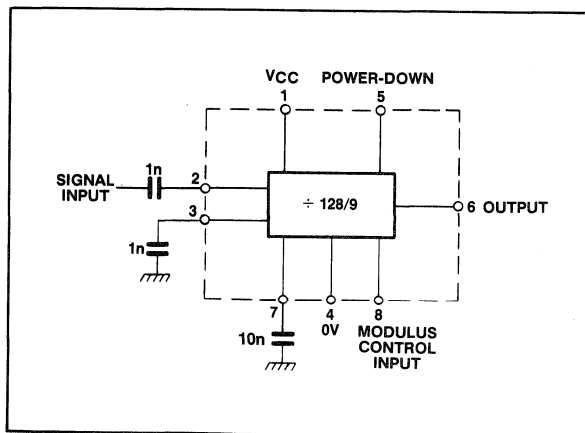 VCC POWER-DOWN
1 5
SIGNAL INPUT
1n
2
3
1n
÷ 128/9
6 OUTPUT
7
10n
4
0V
8
MODULUS
CONTROL
INPUT